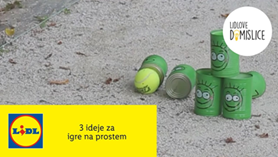 LIDLOVE
DOMISLICE
LIDL
3 ideje za
igre na prostem